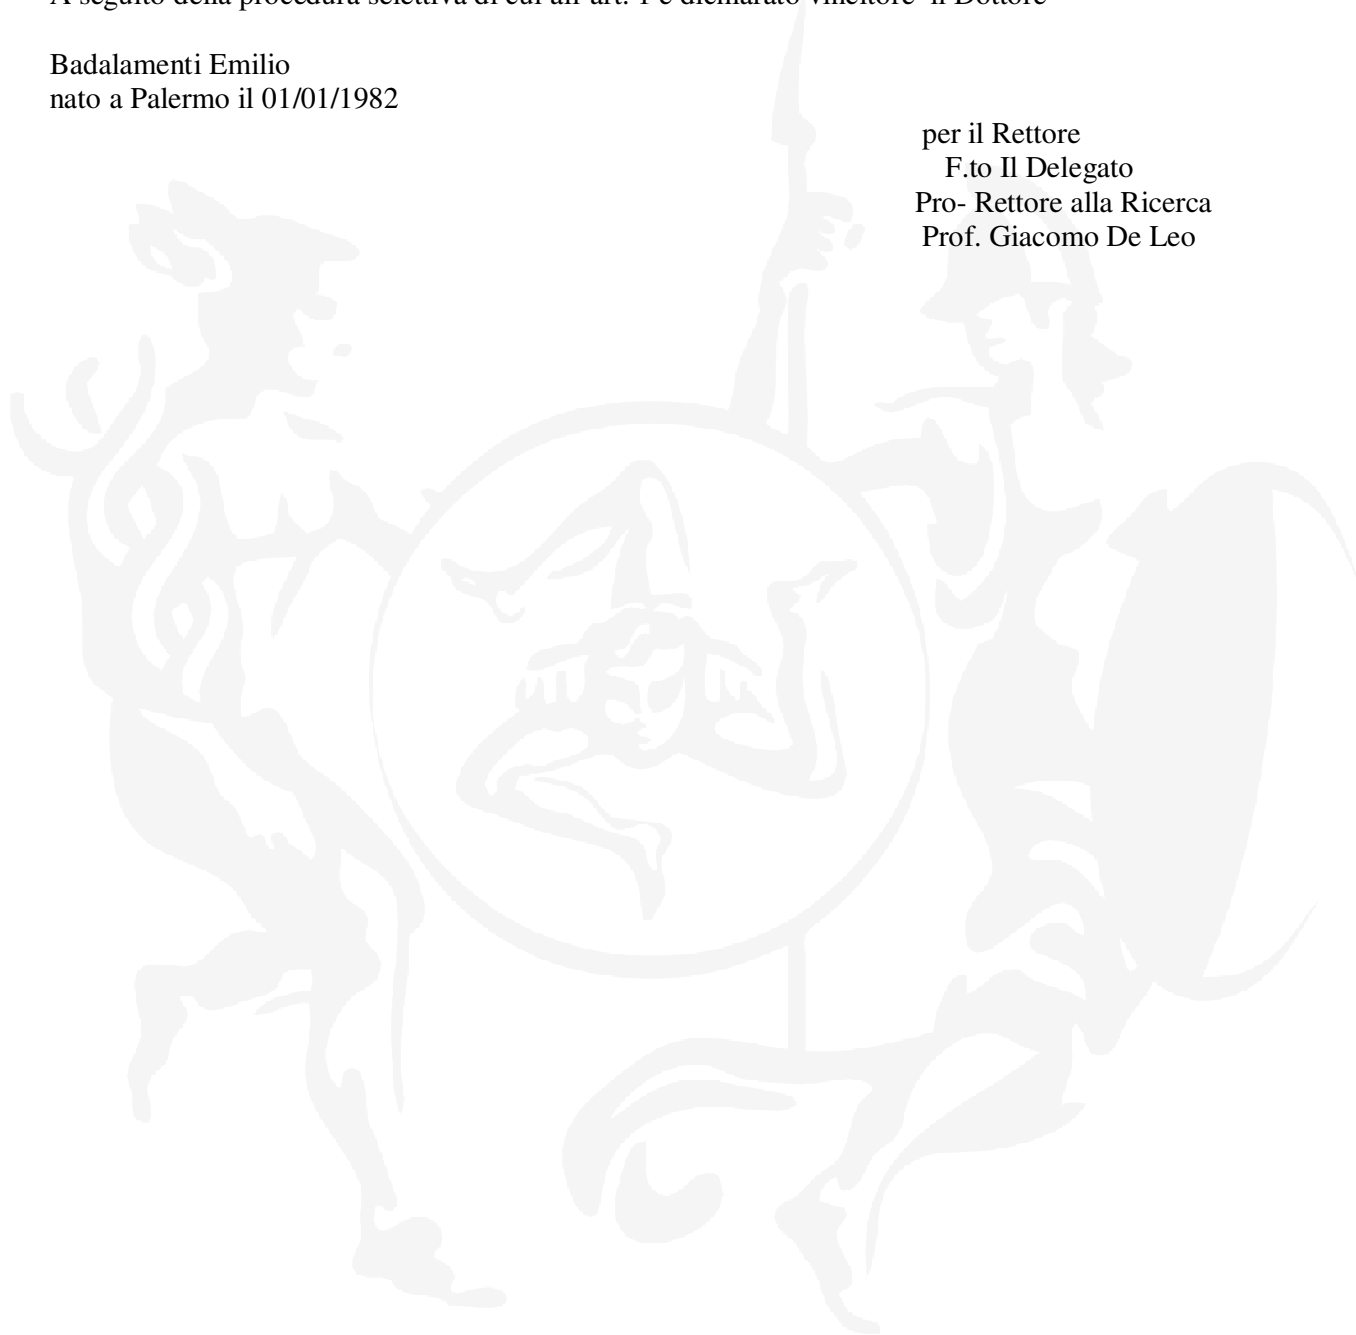 A seguito della procedura selettiva di cui all'art. 1 è dichiarato vincitore il Dottore
Badalamenti Emilio
nato a Palermo il 01/01/1982
per il Rettore
F.to Il Delegato
Pro- Rettore alla Ricerca
Prof. Giacomo De Leo